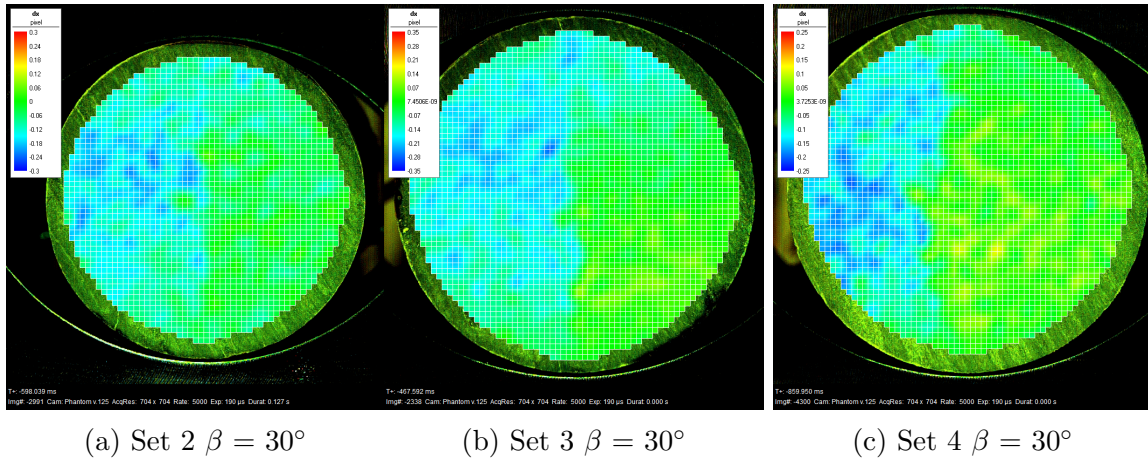 dx
pixel
0.3
0.24
0.18
0.12
0.06
0
-0.06
-0.12
-0.18
-0.24
-0.3
T+: -598.039 ms
Img#: -2991 Cam: Phantom v.125 AcqRes: 704 x 704 Rate: 5000 Exp: 190 µs Durat: 0.127 s
dx
pixel
0.35
0.28
0.21
0.14
0.07
7.4506E-09
-0.07
-0.14
-0.21
-0.28
-0.35
T+: -467.592 ms
Img#: -2338 Cam: Phantom v.125 AcqRes: 704 x 704 Rate: 5000 Exp: 190 µs Durat: 0.000 s
dx
pixel
0.25
0.2
0.15
0.1
0.05
3.7253E-09
-0.05
-0.1
-0.15
-0.2
-0.25
T+: -859.950 ms
Img#: -4300 Cam: Phantom v.125 AcqRes: 704 x 704 Rate: 5000 Exp: 190 µs Durat: 0.000 s
(a) Set 2 β = 30°
(b) Set 3 β = 30°
(c) Set 4 β = 30°